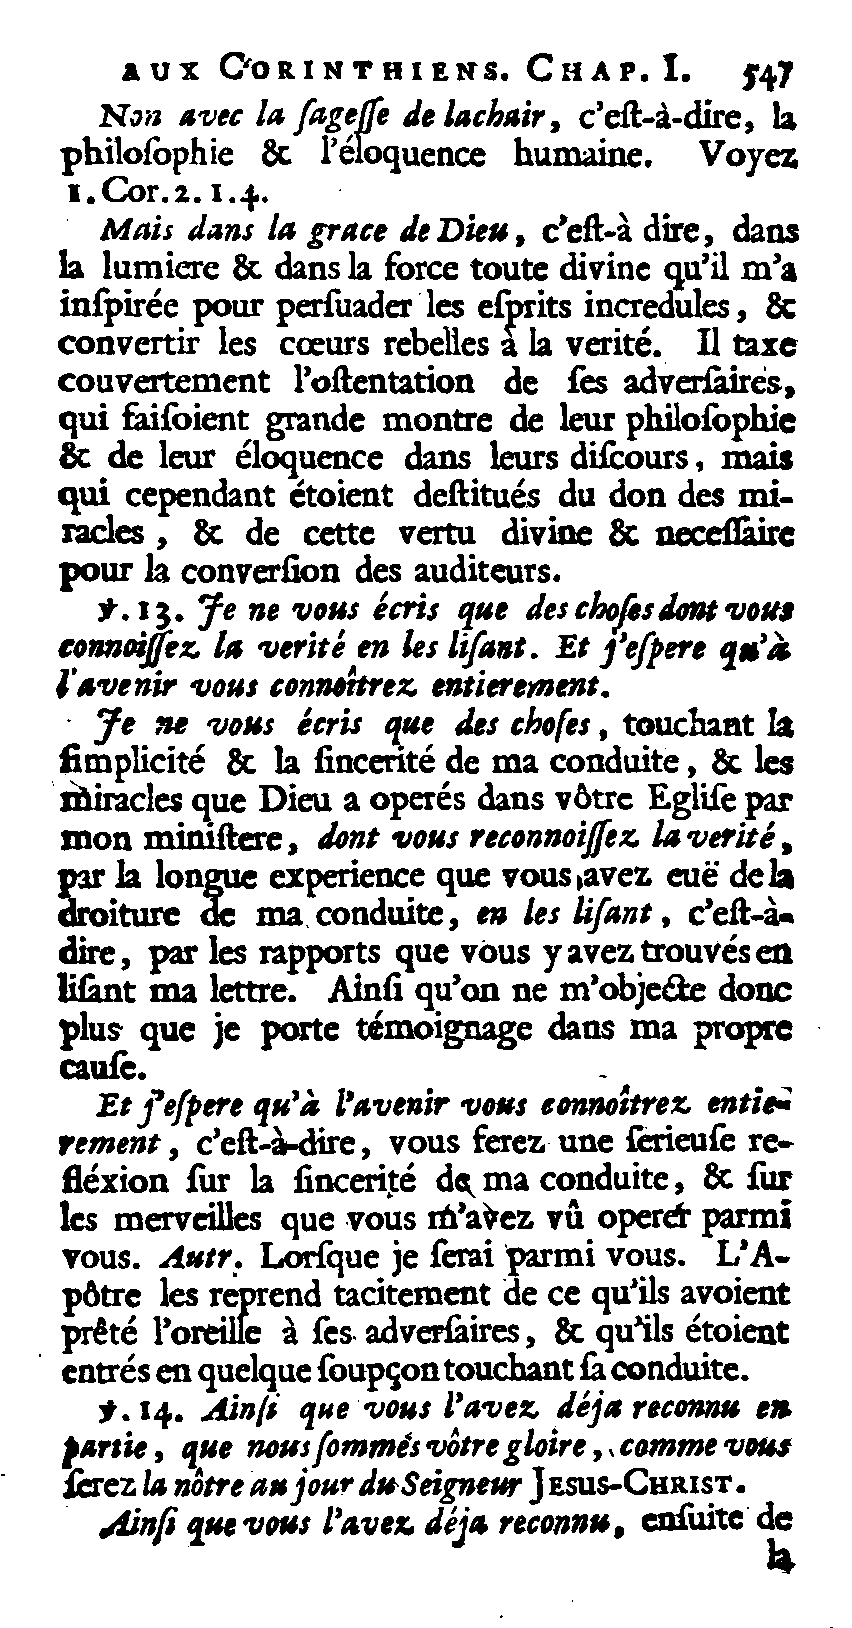 AUX CORINTHIENS. CHAP. I. 547
Non avec la ſageſſe de lachair, c'eſt-à-dire, la
philoſophie & l'éloquence humaine. Voyez
1. Cor. 2. 1. 4.
Mais dans la grace de Dieu, c'eſt-à dire, dans
la lumiere & dans la force toute divine qu'il m'a
inſpirée pour perſuader les eſprits incredules, &
convertir les cœurs rebelles à la verité. Il taxe
couvertement l'oſtentation de ſes adverſaires,
qui faiſoient grande montre de leur philoſophie
& de leur éloquence dans leurs diſcours, mais
qui cependant étoient deſtitués du don des mi-
racles, & de cette vertu divine & neceſſaire
pour la converſion des auditeurs.
℣. 13. Je ne vous écris que des choſes dont vous
connoiſſez la verité en les liſant. Et j'eſpere qu'à
l'avenir vous connoîtrez entierement.
Je ne vous écris que des choſes, touchant la
ſimplicité & la ſincerité de ma conduite, & les
miracles que Dieu a operés dans vôtre Egliſe par
mon miniſtere, dont vous reconnoiſſez la verité,
par la longue experience que vous avez euë de la
droiture de ma conduite, en les liſant, c'eſt-à-
dire, par les rapports que vous y avez trouvés en
liſant ma lettre. Ainſi qu'on ne m'objecte donc
plus que je porte témoignage dans ma propre
cauſe.
Et j'eſpere qu'à l'avenir vous connoîtrez entie-
rement, c'eſt-à-dire, vous ferez une ſerieuſe re-
fléxion ſur la ſincerité de ma conduite, & ſur
les merveilles que vous m'avez vû operer parmi
vous. Autr. Lorſque je ſerai parmi vous. L'A-
pôtre les reprend tacitement de ce qu'ils avoient
prêté l'oreille à ſes adverſaires, & qu'ils étoient
entrés en quelque ſoupçon touchant ſa conduite.
℣. 14. Ainſi que vous l'avez déja reconnu en
partie, que nous ſommes vôtre gloire, comme vous
ſerez la nôtre au jour du Seigneur JESUS-CHRIST.
Ainſi que vous l'avez déja reconnu, enſuite de
la